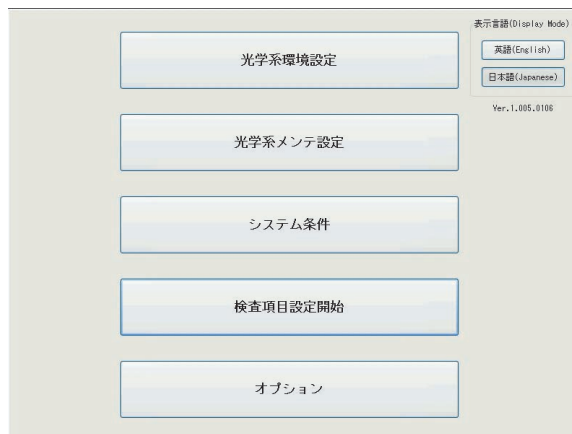 表示言語(Display Mode)
英語(English)
日本語(Japanese)
Ver.1.005.0106
光学系環境設定
光学系メンテ設定
システム条件
検査項目設定開始
オプション